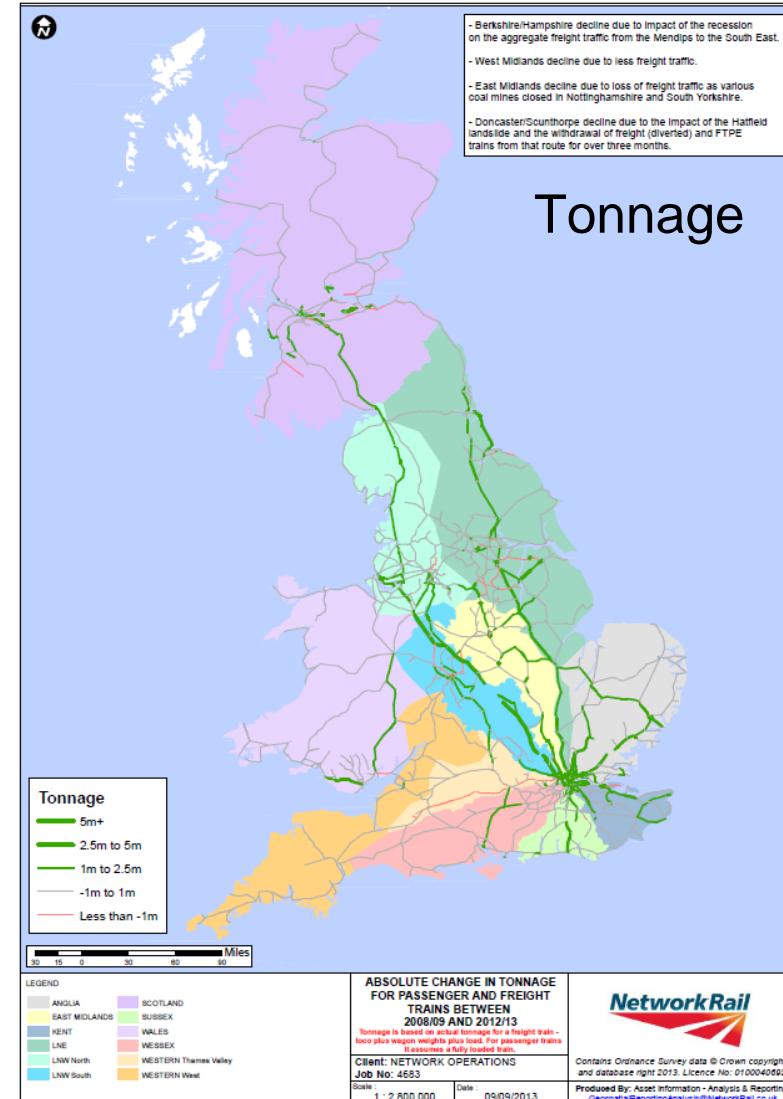 N
- Berkshire/Hampshire decline due to impact of the recession
on the aggregate freight traffic from the Mendips to the South East.
- West Midlands decline due to less freight traffic.
- East Midlands decline due to loss of freight traffic as various
coal mines closed in Nottinghamshire and South Yorkshire.
- Doncaster/Scunthorpe decline due to the impact of the Hatfield
landslide and the withdrawal of freight (diverted) and FTPE
trains from that route for over three months.
Tonnage
Tonnage
5m+
2.5m to 5m
1m to 2.5m
-1m to 1m
Less than -1m
Miles
30 15 0 30 60 90
LEGEND
ANGLIA
EAST MIDLANDS
KENT
LNE
LNW North
LNW South
SCOTLAND
SUSSEX
WALES
WESSEX
WESTERN Thames Valley
WESTERN West
ABSOLUTE CHANGE IN TONNAGE
FOR PASSENGER AND FREIGHT
TRAINS BETWEEN
2008/09 AND 2012/13
Tonnage is based on actual tonnage for a freight train -
loco plus wagon weights plus load. For passenger trains
it assumes a fully loaded train.
Client: NETWORK OPERATIONS
Job No: 4683
Scale :
1 : 2,800,000
Date :
09/09/2013
NetworkRail
Contains Ordnance Survey data © Crown copyright
and database right 2013. Licence No: 0100040692
Produced By: Asset Information - Analysis & Reporting
GeospatialReportingAnalysis@NetworkRail.co.uk